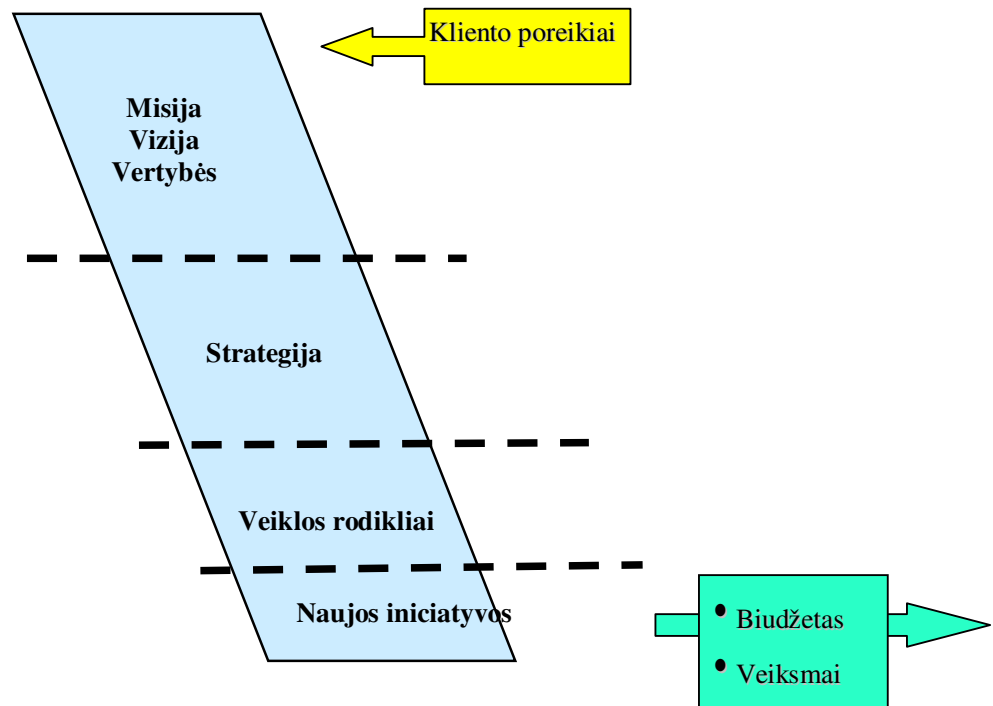 Kliento poreikiai
Misija
Vizija
Vertybės
Strategija
Veiklos rodikliai
Naujos iniciatyvos
• Biudžetas
• Veiksmai